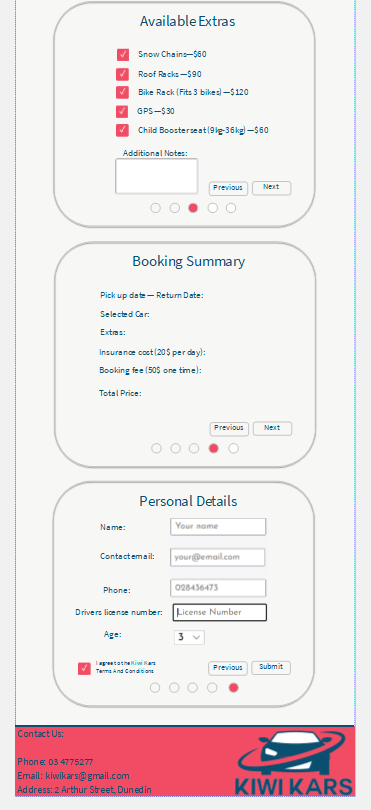 Available Extras
Snow Chains—$60
Roof Racks —$90
Bike Rack (Fits 3 bikes) —$120
GPS —$30
Child Booster seat (9kg-36kg) —$60
Additional Notes:
Previous Next
Booking Summary
Pick up date — Return Date:
Selected Car:
Extras:
Insurance cost (20$ per day):
Booking fee (50$ one time):
Total Price:
Previous Next
Personal Details
Name: Your name
Contact email: your@email.com
Phone: 028436473
Drivers license number: License Number
Age: 3
I agree to the Kiwi Kars
Terms And Conditions
Previous Submit
Contact Us:
Phone: 03 4775277
Email: kiwikars@gmail.com
Address: 2 Arthur Street, Dunedin
KIWI KARS